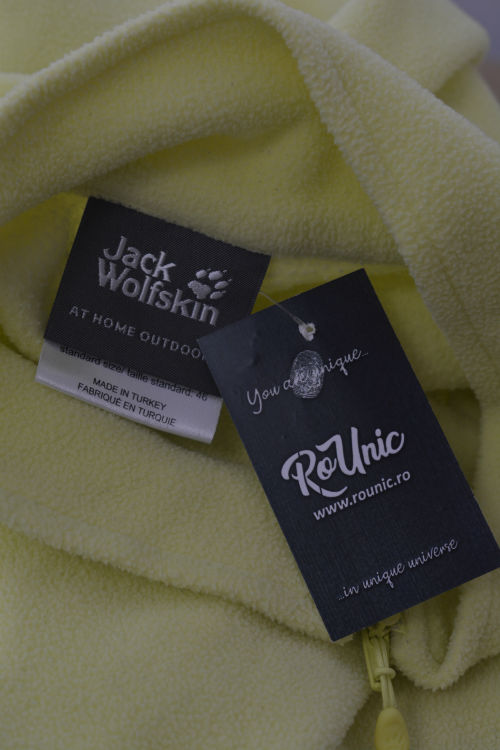 Jack
Wolfskin
AT HOME OUTDOO
standard size/ taille standard: 46
MADE IN TURKEY
FABRIQUÉ EN TURQUIE
You are unique...
RoUnic
www.rounic.ro
...in unique universe